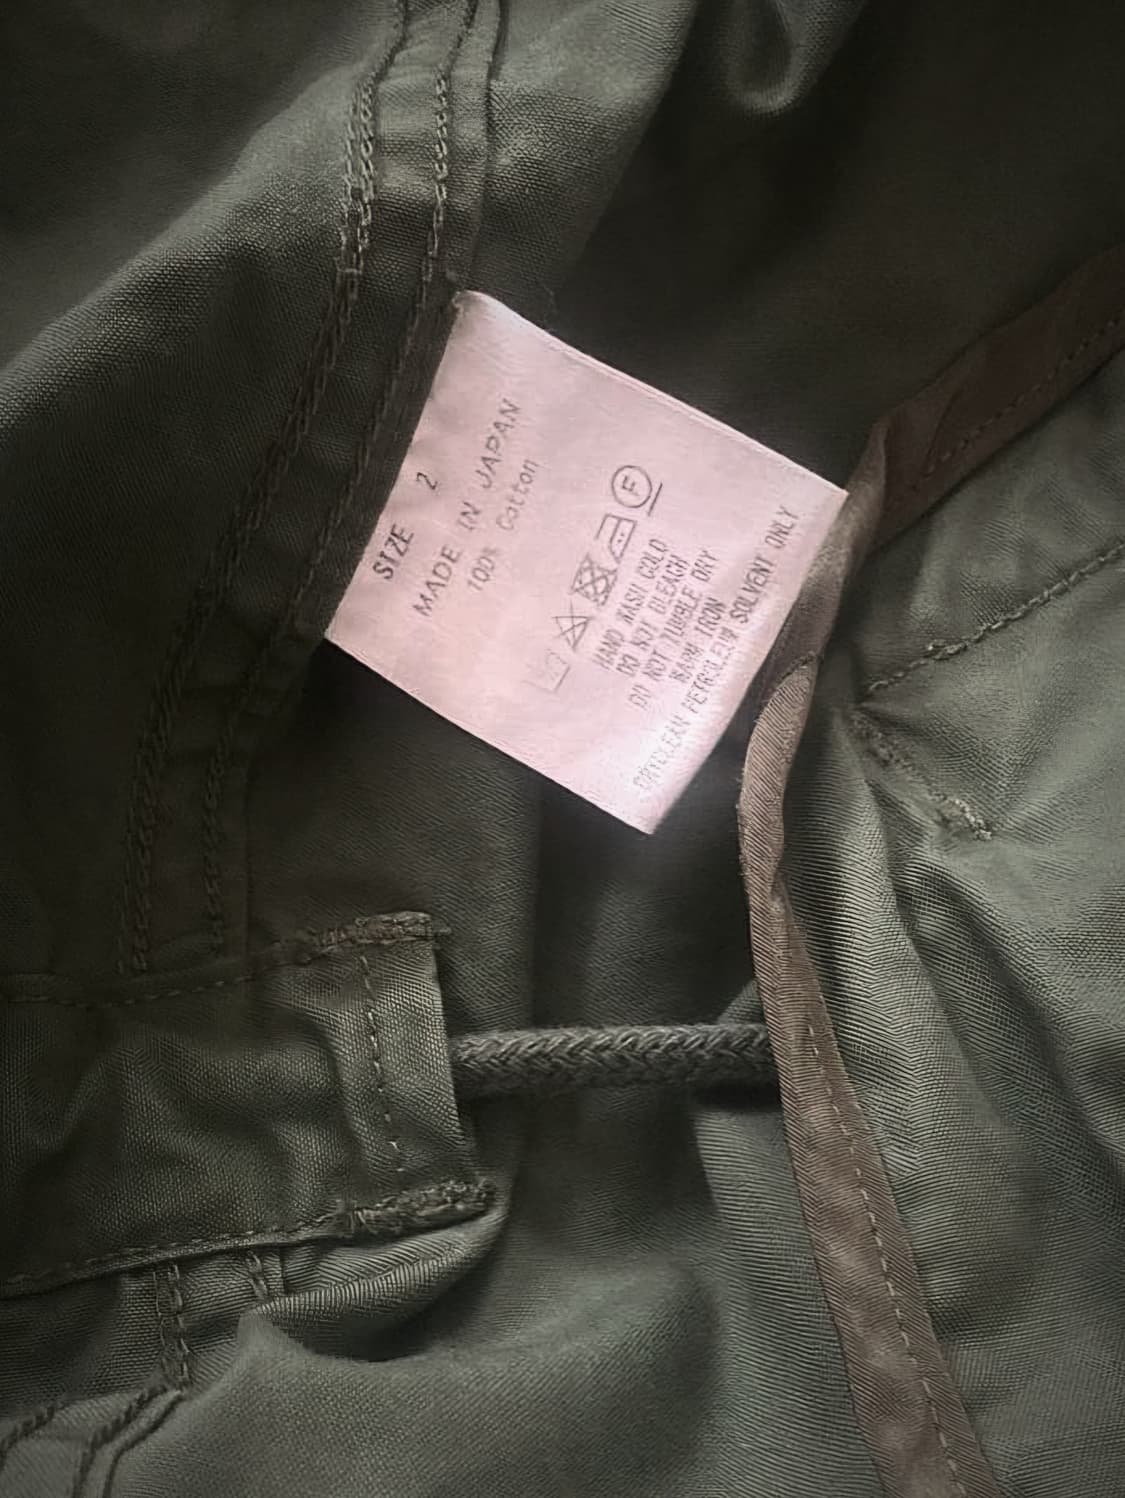 SIZE 2
MADE IN JAPAN
100% Cotton
F
HAND WASH COLD
DO NOT BLEACH
DO NOT TUMBLE DRY
WARM IRON
DRYCLEAN PETROLEUM SOLVENT ONLY